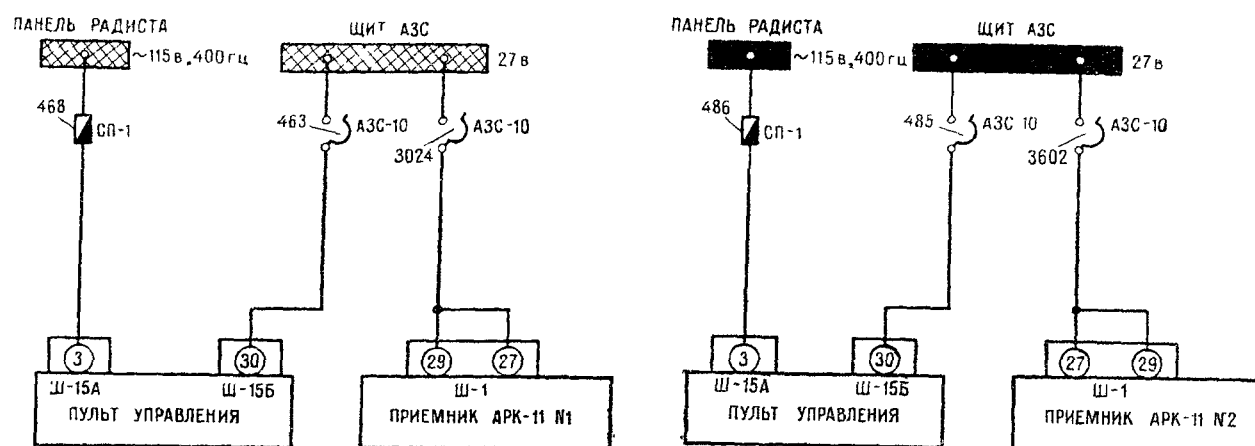 ПАНЕЛЬ РАДИСТА
ЩИТ АЗС
~115в, 400гц
27в
468
СП-1
463
АЗС-10
3024
АЗС-10
3
30
29
27
Ш-15А
Ш-15Б
Ш-1
ПУЛЬТ УПРАВЛЕНИЯ
ПРИЕМНИК АРК-11 N1
ПАНЕЛЬ РАДИСТА
ЩИТ АЗС
~115в, 400гц
27в
486
СП-1
485
АЗС 10
3602
АЗС-10
3
30
27
29
Ш-15А
Ш-15Б
Ш-1
ПУЛЬТ УПРАВЛЕНИЯ
ПРИЕМНИК АРК-11 N2